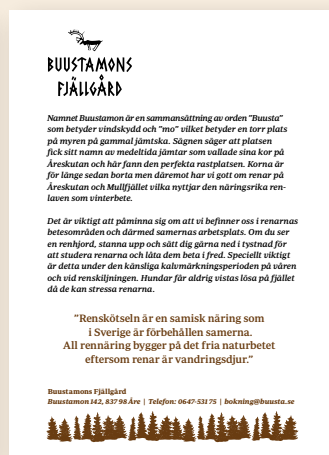 BUUSTAMONS
FJÄLLGÅRD
Namnet Buustamon är en sammansättning av orden "Buusta"
som betyder vindskydd och "mo" vilket betyder en torr plats
på myren på gammal jämtska. Sägnen säger att platsen
fick sitt namn av medeltida jämtar som vallade sina kor på
Åreskutan och här fann den perfekta rastplatsen. Korna är
för länge sedan borta men däremot har vi gott om renar på
Åreskutan och Mullfjället vilka nyttjar den näringsrika ren-
laven som vinterbete.
Det är viktigt att påminna sig om att vi befinner oss i renarnas
betesområden och därmed samernas arbetsplats. Om du ser
en renhjord, stanna upp och sätt dig gärna ned i tystnad för
att studera renarna och låta dem beta i fred. Speciellt viktigt
är detta under den känsliga kalvmärkningsperioden på våren
och vid renskiljningen. Hundar får aldrig vistas lösa på fjället
då de kan stressa renarna.
"Renskötseln är en samisk näring som
i Sverige är förbehållen samerna.
All rennäring bygger på det fria naturbetet
eftersom renar är vandringsdjur."
Buustamons Fjällgård
Buustamon 142, 837 98 Åre | Telefon: 0647-531 75 | bokning@buusta.se